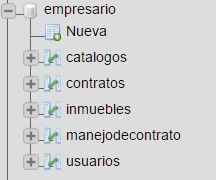 empresario
Nueva
catalogos
contratos
inmuebles
manejodecontrato
usuarios